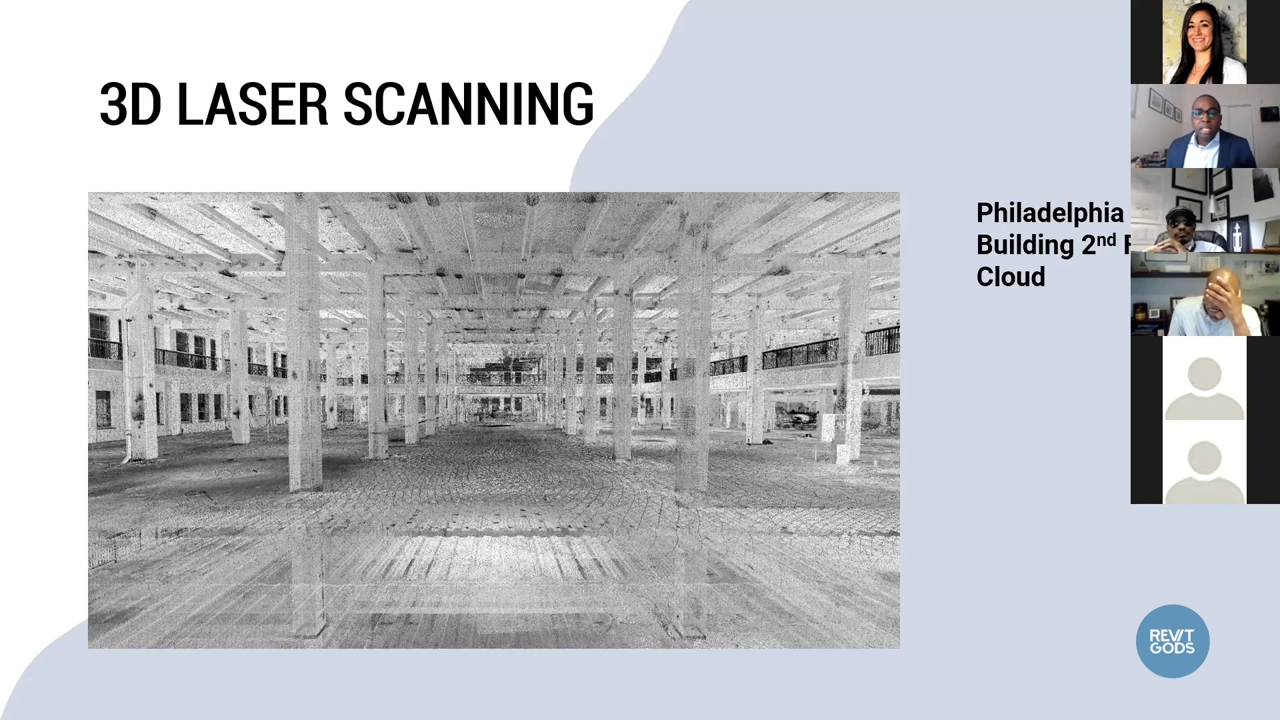 3D LASER SCANNING
Philadelphia
Building 2nd F
Cloud
REVIT
GODS